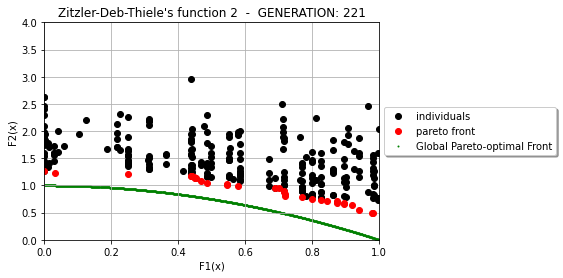 Zitzler-Deb-Thiele's function 2 - GENERATION: 221
4.0
3.5
3.0
2.5
2.0
1.5
1.0
0.5
0.0
F2(x)
0.0 0.2 0.4 0.6 0.8 1.0
F1(x)
individuals
pareto front
Global Pareto-optimal Front